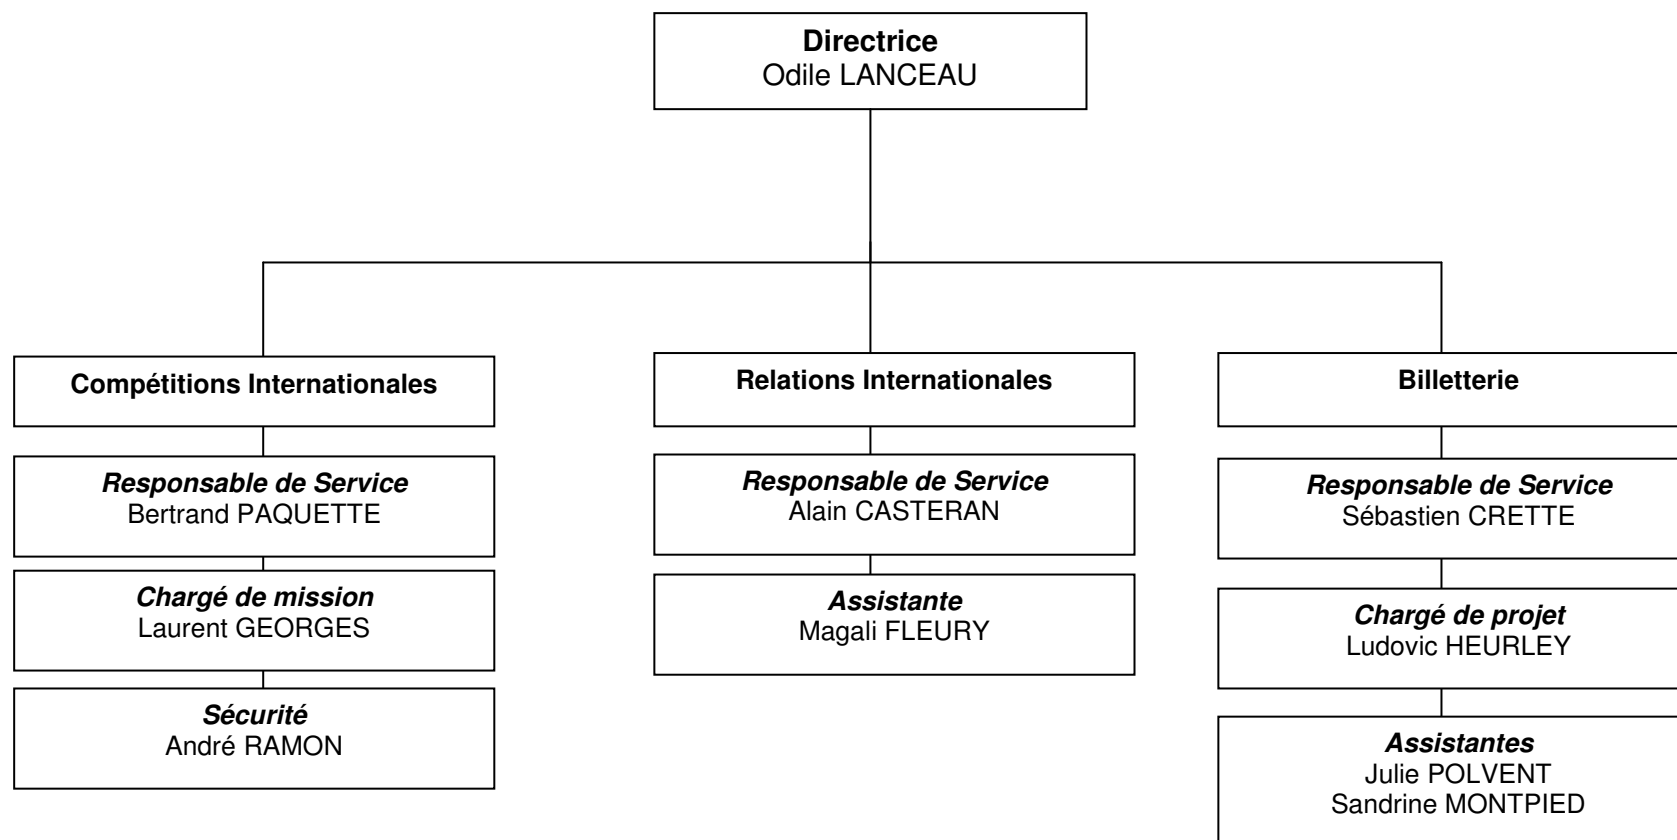 Directrice
Odile LANCEAU
Compétitions Internationales
Responsable de Service
Bertrand PAQUETTE
Chargé de mission
Laurent GEORGES
Sécurité
André RAMON
Relations Internationales
Responsable de Service
Alain CASTERAN
Assistante
Magali FLEURY
Billetterie
Responsable de Service
Sébastien CRETTE
Chargé de projet
Ludovic HEURLEY
Assistantes
Julie POLVENT
Sandrine MONTPIED